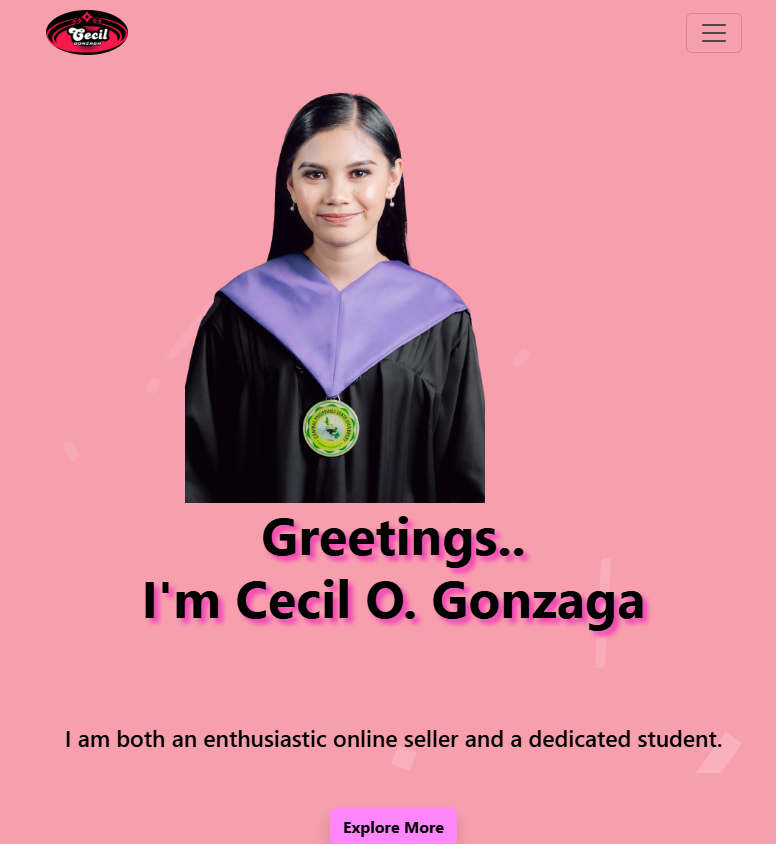 Cecil
GONZAGA
Greetings..
I'm Cecil O. Gonzaga
I am both an enthusiastic online seller and a dedicated student.
Explore More